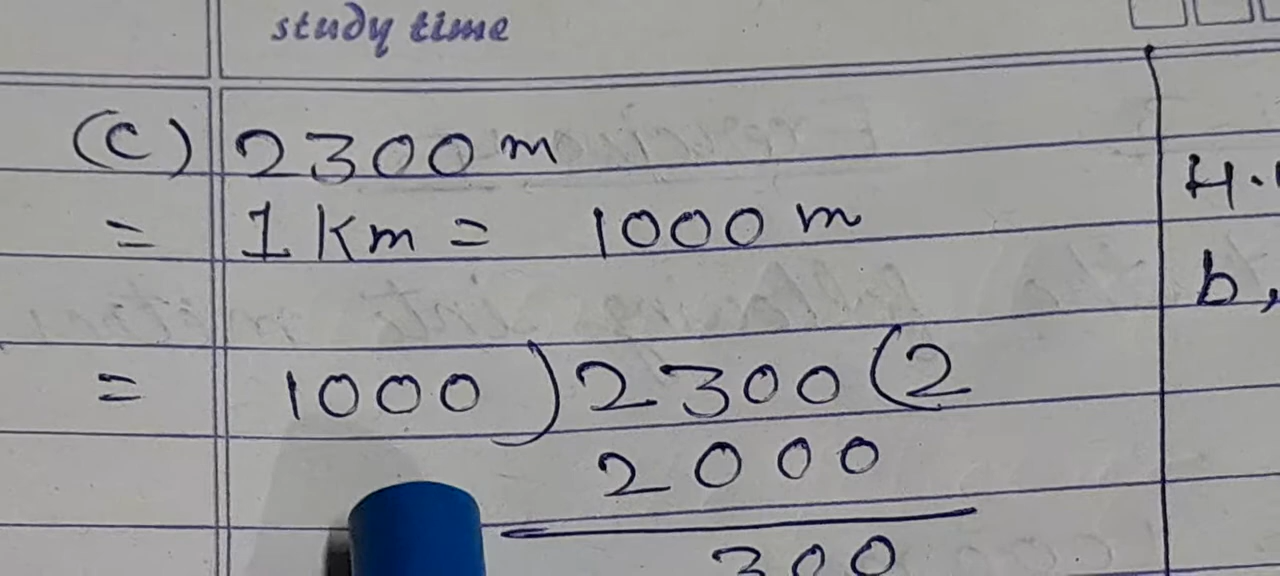 study time
(C) 2300 m
= 1 Km = 1000 m
H.
b,
= 1000 ) 2300 ( 2
2000
300